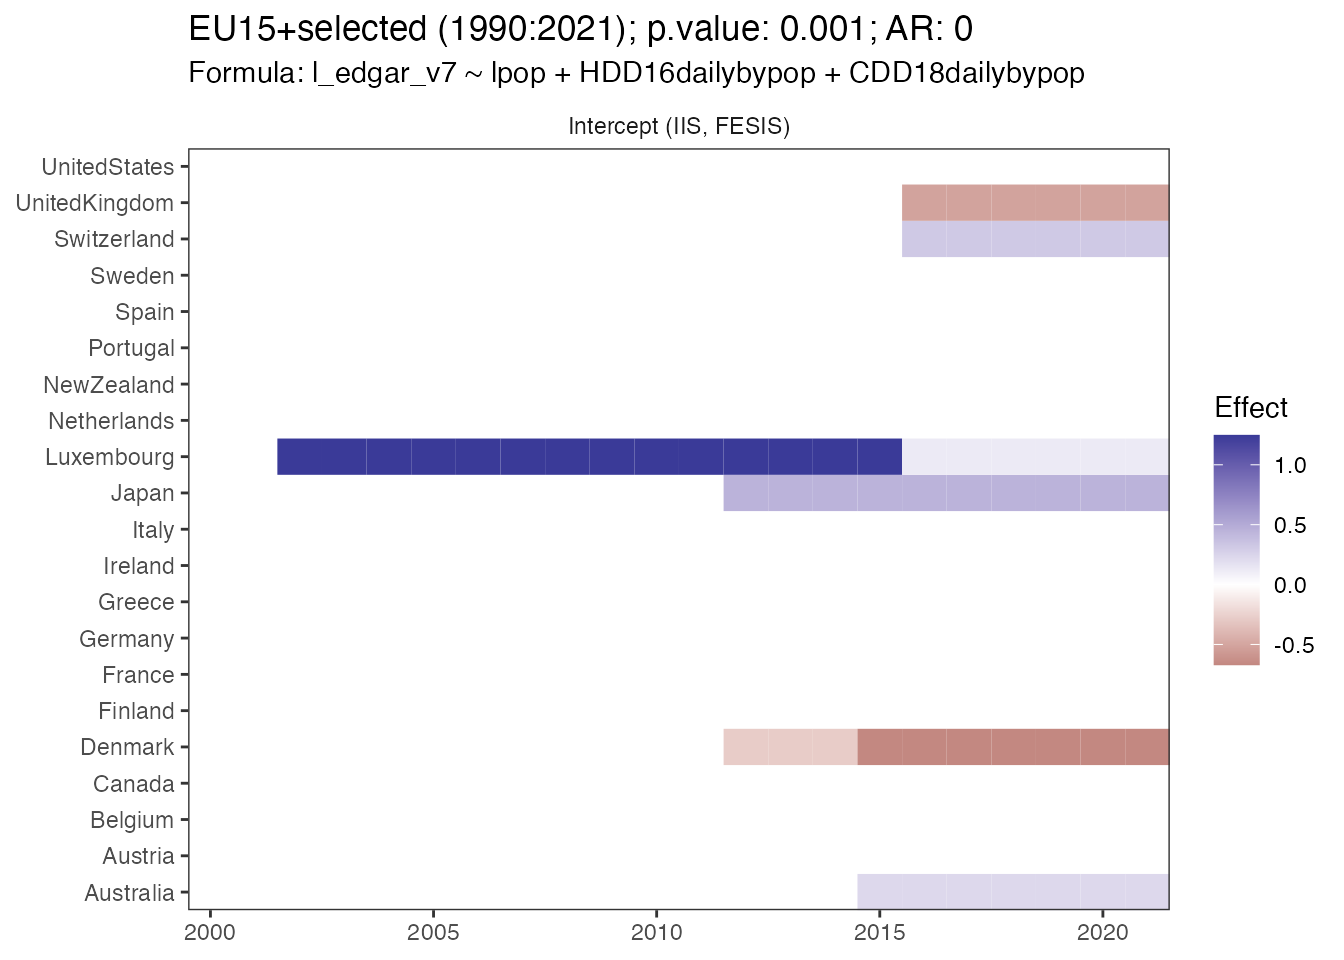 EU15+selected (1990:2021); p.value: 0.001; AR: 0
Formula: l_edgar_v7 ~ lpop + HDD16dailybypop + CDD18dailybypop
Intercept (IIS, FESIS)
UnitedStates
UnitedKingdom
Switzerland
Sweden
Spain
Portugal
NewZealand
Netherlands
Luxembourg
Japan
Italy
Ireland
Greece
Germany
France
Finland
Denmark
Canada
Belgium
Austria
Australia
2000
2005
2010
2015
2020
Effect
1.0
0.5
0.0
-0.5